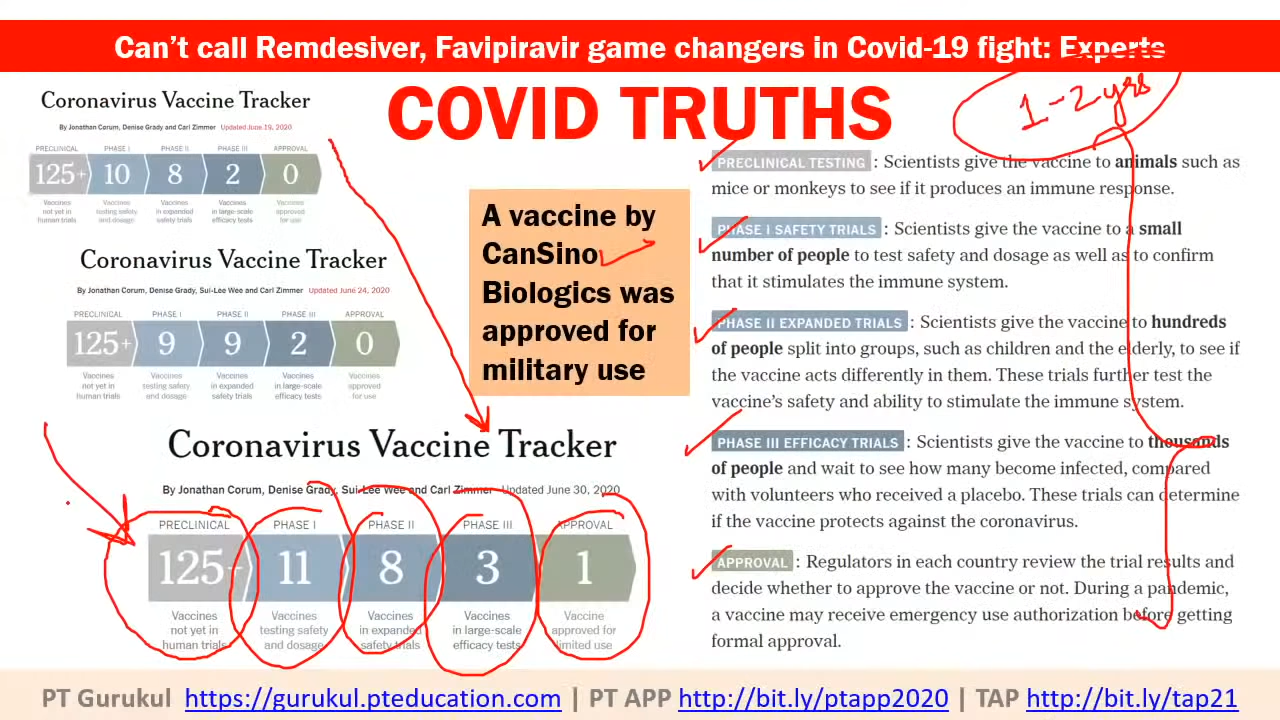 Can't call Remdesiver, Favipiravir game changers in Covid-19 fight: Experts
COVID TRUTHS
1-2 yrs
Coronavirus Vaccine Tracker
By Jonathan Corum, Denise Grady and Carl Zimmer Updated June 19, 2020
PRECLINICAL PHASE I PHASE II PHASE III APPROVAL
125+ 10 8 2 0
Vaccines Vaccines Vaccines Vaccines Vaccines
not yet in testing safety in expanded in large-scale approved
human trials and dosage safety trials efficacy tests for use
Coronavirus Vaccine Tracker
By Jonathan Corum, Denise Grady, Sui-Lee Wee and Carl Zimmer Updated June 24, 2020
PRECLINICAL PHASE I PHASE II PHASE III APPROVAL
125+ 9 9 2 0
Vaccines Vaccines Vaccines Vaccines Vaccines
not yet in testing safety in expanded in large-scale approved
human trials and dosage safety trials efficacy tests for use
Coronavirus Vaccine Tracker
By Jonathan Corum, Denise Grady, Sui-Lee Wee and Carl Zimmer Updated June 30, 2020
PRECLINICAL PHASE I PHASE II PHASE III APPROVAL
125+ 11 8 3 1
Vaccines Vaccines Vaccines Vaccines Vaccine
not yet in testing safety in expanded in large-scale approved for
human trials and dosage safety trials efficacy tests limited use
A vaccine by
CanSino
Biologics was
approved for
military use
PRECLINICAL TESTING : Scientists give the vaccine to animals such as
mice or monkeys to see if it produces an immune response.
PHASE I SAFETY TRIALS : Scientists give the vaccine to a small
number of people to test safety and dosage as well as to confirm
that it stimulates the immune system.
PHASE II EXPANDED TRIALS : Scientists give the vaccine to hundreds
of people split into groups, such as children and the elderly, to see if
the vaccine acts differently in them. These trials further test the
vaccine's safety and ability to stimulate the immune system.
PHASE III EFFICACY TRIALS : Scientists give the vaccine to thousands
of people and wait to see how many become infected, compared
with volunteers who received a placebo. These trials can determine
if the vaccine protects against the coronavirus.
APPROVAL : Regulators in each country review the trial results and
decide whether to approve the vaccine or not. During a pandemic,
a vaccine may receive emergency use authorization before getting
formal approval.
PT Gurukul https://gurukul.pteducation.com | PT APP http://bit.ly/ptapp2020 | TAP http://bit.ly/tap21